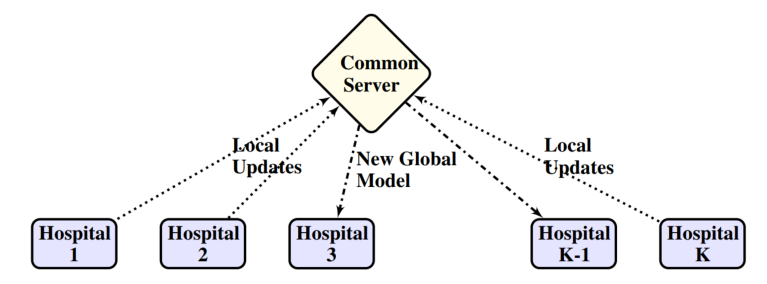 Common
Server
Local
Updates
New Global
Model
Local
Updates
Hospital
1
Hospital
2
Hospital
3
Hospital
K-1
Hospital
K